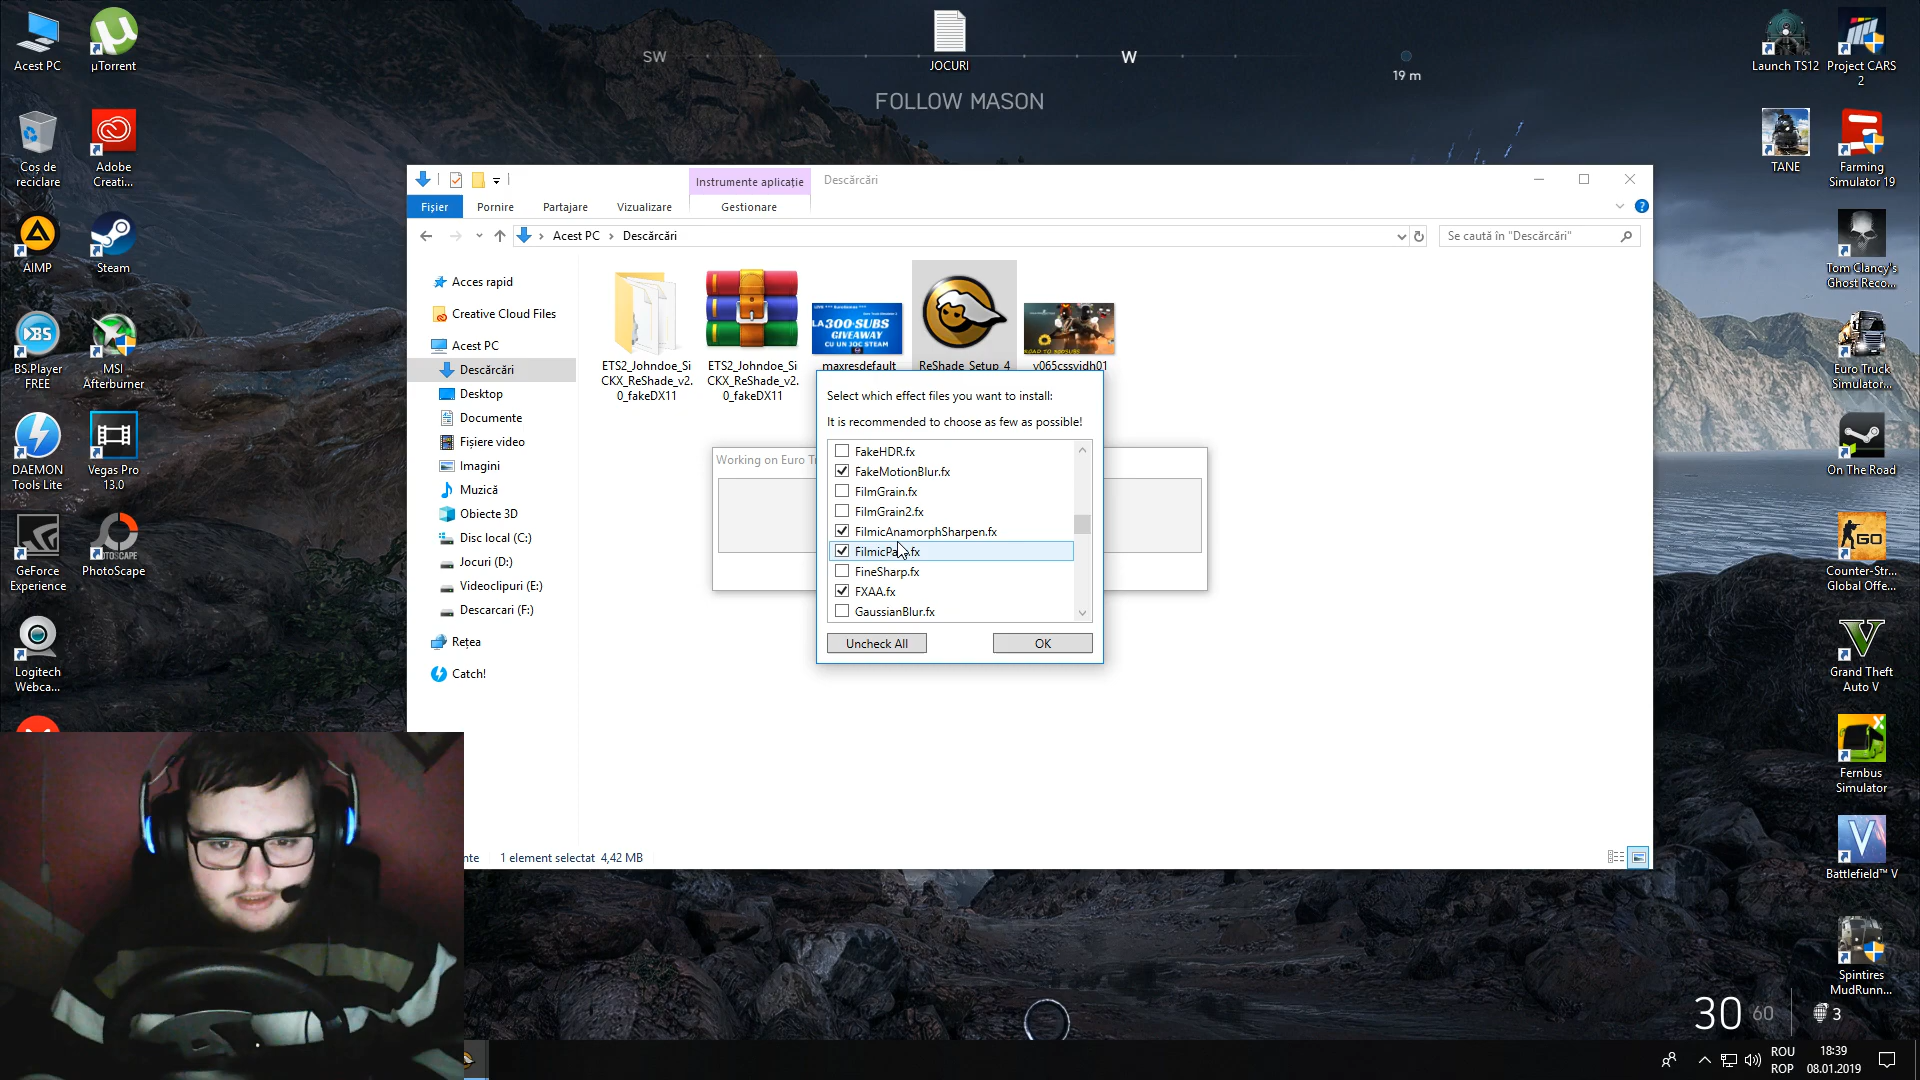 Acest PC
µTorrent
Coș de
reciclare
Adobe
Creati...
AIMP
Steam
BS.Player
FREE
MSI
Afterburner
DAEMON
Tools Lite
Vegas Pro
13.0
GeForce
Experience
PhotoScape
Logitech
Webca...
JOCURI
SW
W
19 m
FOLLOW MASON
Launch TS12
Project CARS
2
TANE
Farming
Simulator 19
Tom Clancy's
Ghost Reco...
Euro Truck
Simulator...
On The Road
GO
Counter-Str...
Global Offe...
Grand Theft
Auto V
Fernbus
Simulator
Battlefield™ V
Spintires
MudRunn...
Instrumente aplicație
Descărcări
Fișier
Pornire
Partajare
Vizualizare
Gestionare
Acest PC
Descărcări
Se caută în "Descărcări"
Acces rapid
Creative Cloud Files
Acest PC
Descărcări
Desktop
Documente
Fișiere video
Imagini
Muzică
Obiecte 3D
Disc local (C:)
Jocuri (D:)
Videoclipuri (E:)
Descarcari (F:)
Rețea
Catch!
ETS2_Johndoe_Si
CKX_ReShade_v2.
0_fakeDX11
ETS2_Johndoe_Si
CKX_ReShade_v2.
0_fakeDX11
LA 300 SUBS
GIVEAWAY
CU UN JOC STEAM
maxresdefault
ReShade_Setup_4
v065cssvidh01
Working on Euro Tr
Select which effect files you want to install:
It is recommended to choose as few as possible!
FakeHDR.fx
FakeMotionBlur.fx
FilmGrain.fx
FilmGrain2.fx
FilmicAnamorphSharpen.fx
FilmicPa
.fx
FineSharp.fx
FXAA.fx
GaussianBlur.fx
Uncheck All
OK
nte
1 element selectat 4,42 MB
30 60
3
ROU
ROP
18:39
08.01.2019